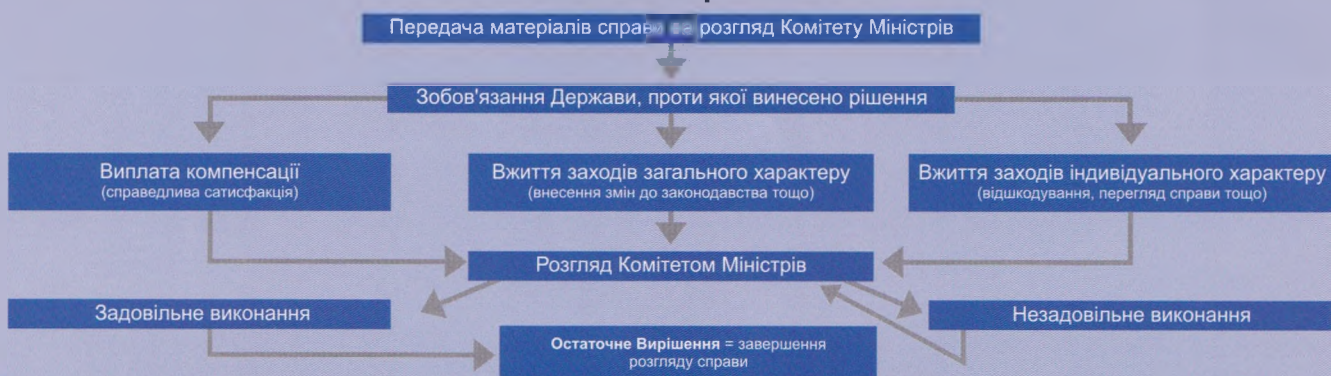 Передача матеріалів справи на розгляд Комітету Міністрів
Зобов'язання Держави, проти якої винесено рішення
Виплата компенсації
(справедлива сатисфакція)
Вжиття заходів загального характеру
(внесення змін до законодавства тощо)
Вжиття заходів індивідуального характеру
(відшкодування, перегляд справи тощо)
Розгляд Комітетом Міністрів
Задовільне виконання
Незадовільне виконання
Остаточне Вирішення = завершення
розгляду справи